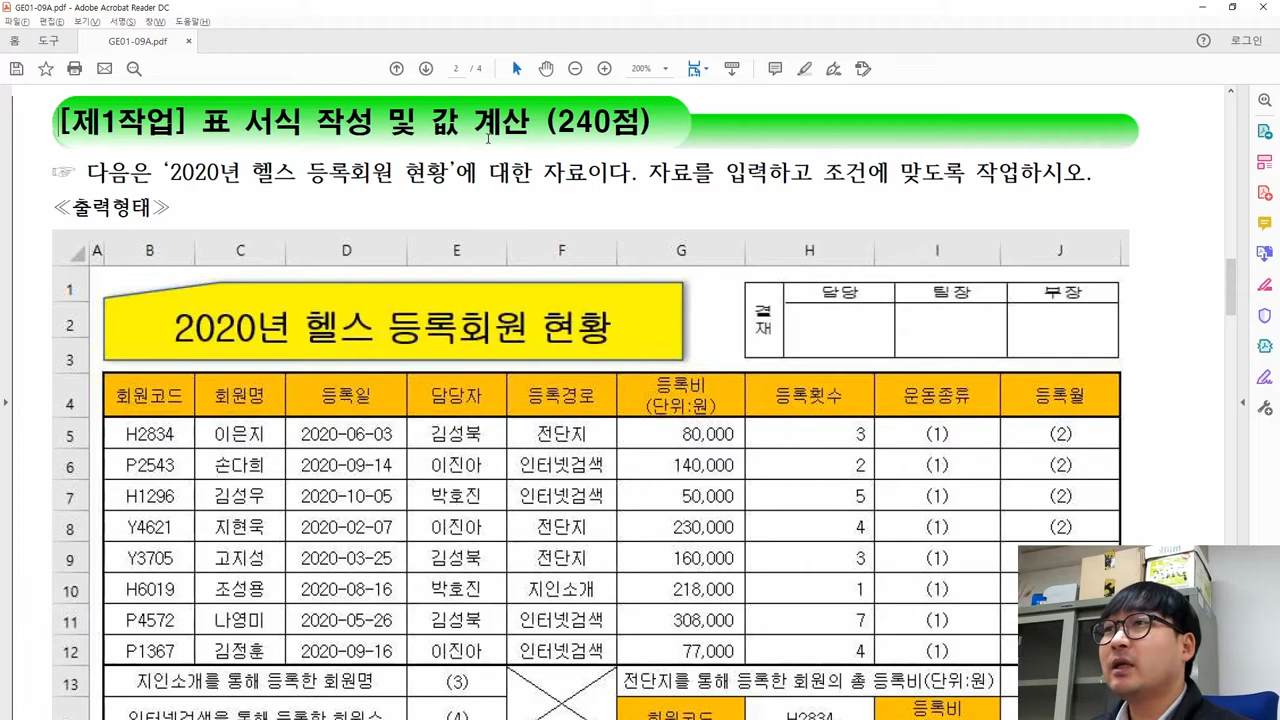 GE01-09A.pdf - Adobe Acrobat Reader DC
파일(F) 편집(E) 보기(V) 서명(S) 창(W) 도움말(H)
홈 도구 GE01-09A.pdf × 로그인
2 / 4 200%
[제1작업] 표 서식 작성 및 값 계산 (240점)
☞ 다음은 ‘2020년 헬스 등록회원 현황’에 대한 자료이다. 자료를 입력하고 조건에 맞도록 작업하시오.
≪출력형태≫
A B C D E F G H I J
1 담당 팀장 부장
2 2020년 헬스 등록회원 현황 결재
3
4 회원코드 회원명 등록일 담당자 등록경로 등록비 (단위:원) 등록횟수 운동종류 등록월
5 H2834 이은지 2020-06-03 김성북 전단지 80,000 3 (1) (2)
6 P2543 손다희 2020-09-14 이진아 인터넷검색 140,000 2 (1) (2)
7 H1296 김성우 2020-10-05 박호진 인터넷검색 50,000 5 (1) (2)
8 Y4621 지현욱 2020-02-07 이진아 전단지 230,000 4 (1) (2)
9 Y3705 고지성 2020-03-25 김성북 전단지 160,000 3 (1)
10 H6019 조성용 2020-08-16 박호진 지인소개 218,000 1 (1)
11 P4572 나영미 2020-05-26 김성북 인터넷검색 308,000 7 (1)
12 P1367 김정훈 2020-09-16 이진아 인터넷검색 77,000 4 (1)
13 지인소개를 통해 등록한 회원명 (3) 전단지를 통해 등록한 회원의 총 등록비(단위:원)
인터넷검색을 통해 등록한 회원수 (4) 회원코드 H2834 등록비